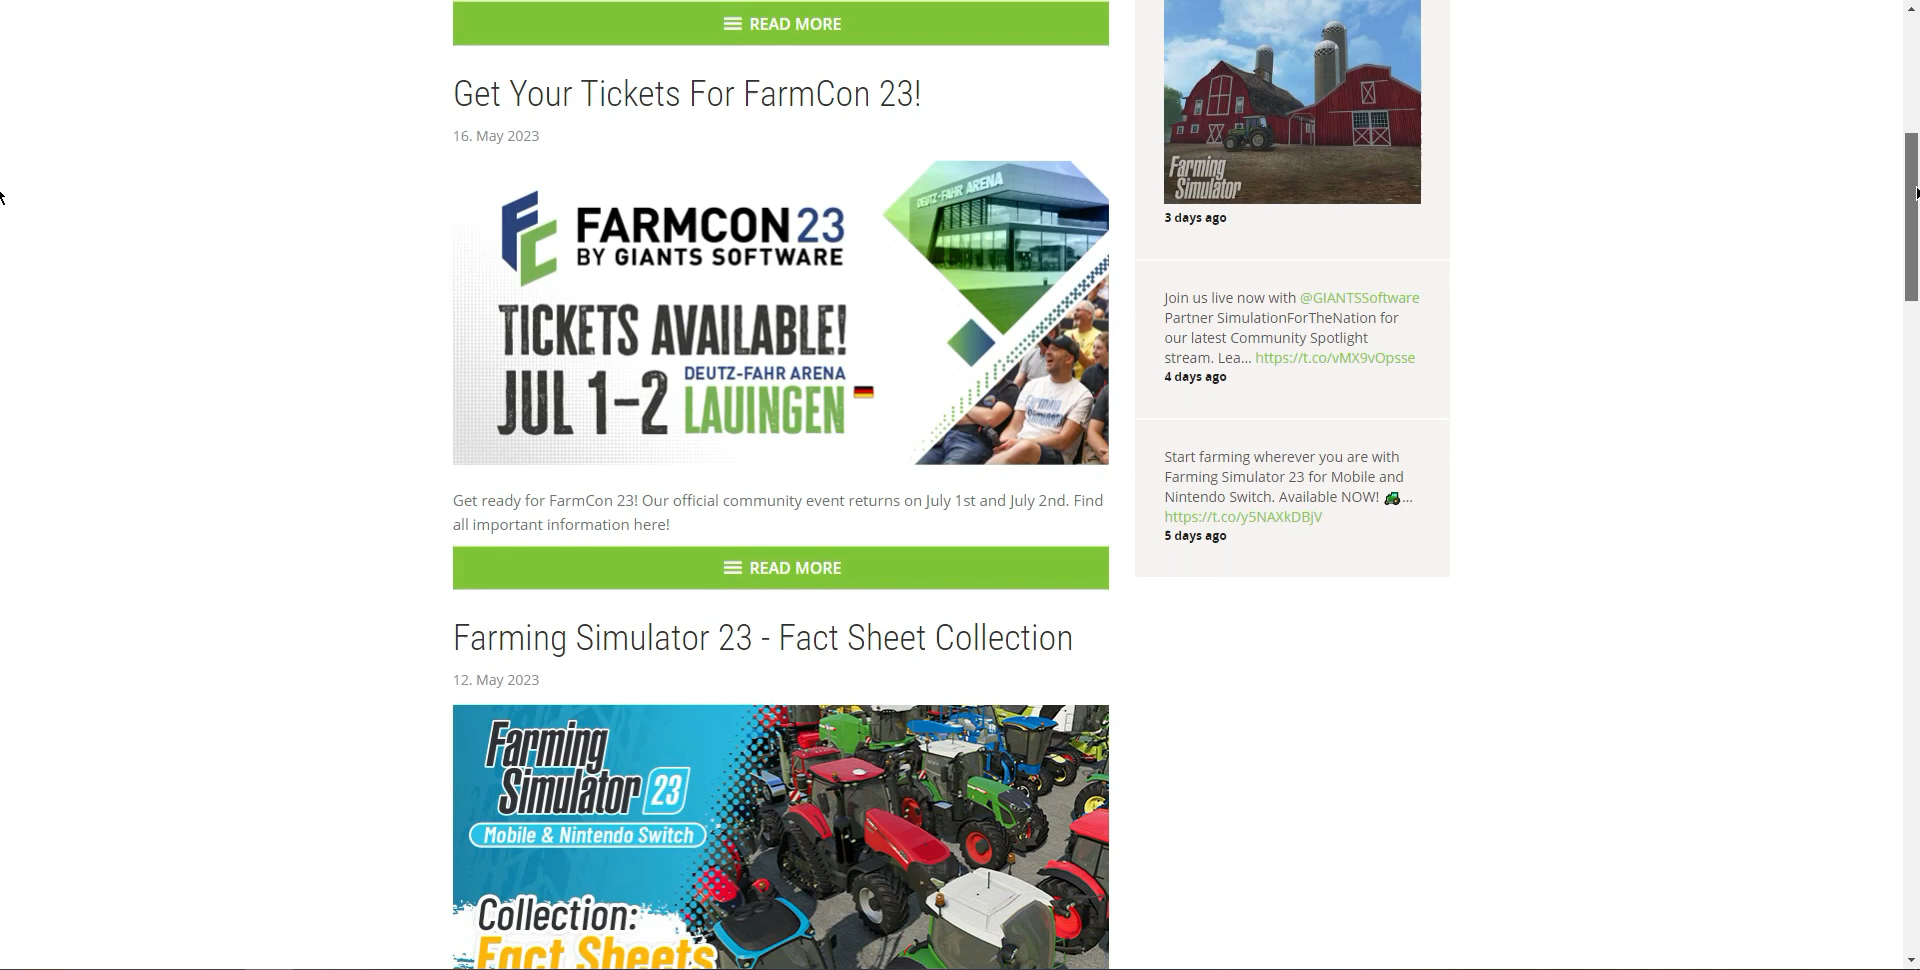 READ MORE
Get Your Tickets For FarmCon 23!
16. May 2023
DEUTZ-FAHR ARENA
FC
FARMCON 23
BY GIANTS SOFTWARE
TICKETS AVAILABLE!
JUL 1-2 DEUTZ-FAHR ARENA
LAUINGEN
Farming
Simulator
Get ready for FarmCon 23! Our official community event returns on July 1st and July 2nd. Find
all important information here!
READ MORE
Farming Simulator 23 - Fact Sheet Collection
12. May 2023
Farming
Simulator 23
Mobile & Nintendo Switch
Collection:
Fact Sheets
Farming
Simulator
3 days ago
Join us live now with @GIANTSSoftware
Partner SimulationForTheNation for
our latest Community Spotlight
stream. Lea... https://t.co/vMX9vOpsse
4 days ago
Start farming wherever you are with
Farming Simulator 23 for Mobile and
Nintendo Switch. Available NOW! 🚜...
https://t.co/y5NAXkDBjV
5 days ago